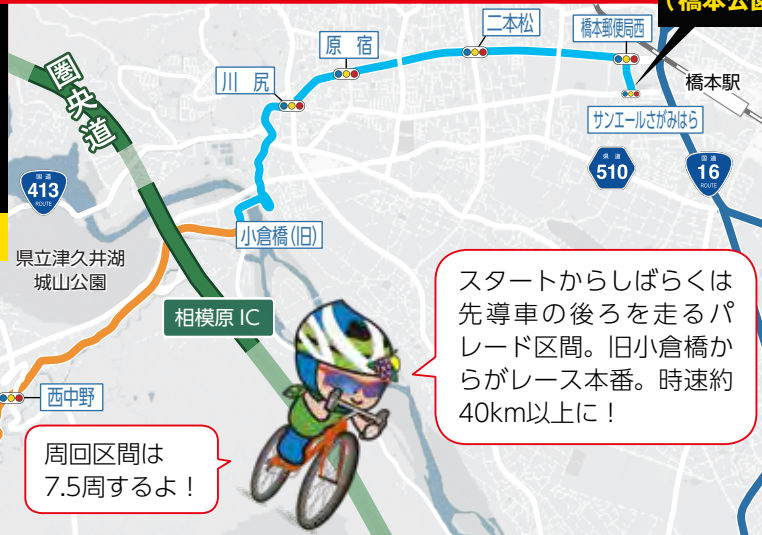 (橋本公園
二本松
橋本郵便局西
原宿
圏央道
川尻
橋本駅
サンエールさがみはら
国道
413
ROUTE
県道
510
国道
16
ROUTE
小倉橋(旧)
県立津久井湖
城山公園
相模原 IC
スタートからしばらくは
先導車の後ろを走るパ
レード区間。旧小倉橋か
らがレース本番。時速約
40km以上に!
西中野
周回区間は
7.5周するよ!